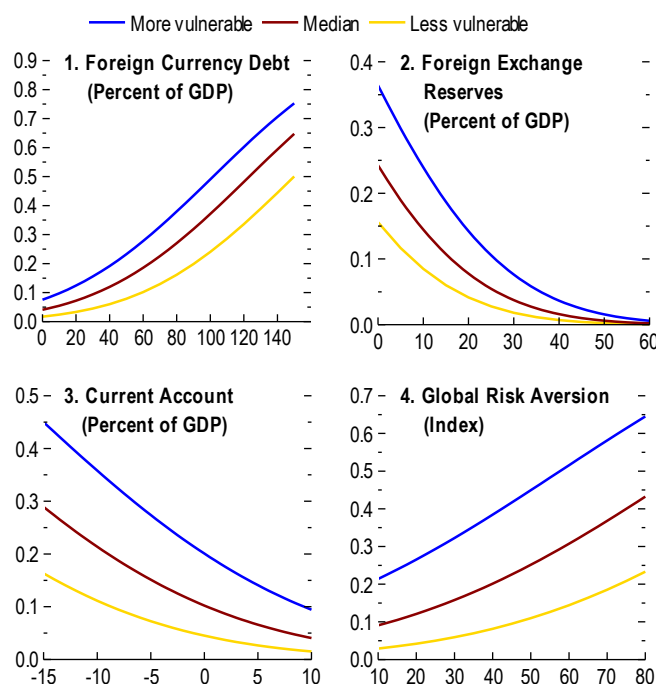 More vulnerable Median Less vulnerable
1. Foreign Currency Debt
(Percent of GDP)
0.9
0.8
0.7
0.6
0.5
0.4
0.3
0.2
0.1
0.0
0 20 40 60 80 100 120 140
2. Foreign Exchange
Reserves
(Percent of GDP)
0.4
0.3
0.2
0.1
0.0
0 10 20 30 40 50 60
3. Current Account
(Percent of GDP)
0.5
0.4
0.3
0.2
0.1
0.0
-15 -10 -5 0 5 10
4. Global Risk Aversion
(Index)
0.7
0.6
0.5
0.4
0.3
0.2
0.1
0.0
10 20 30 40 50 60 70 80